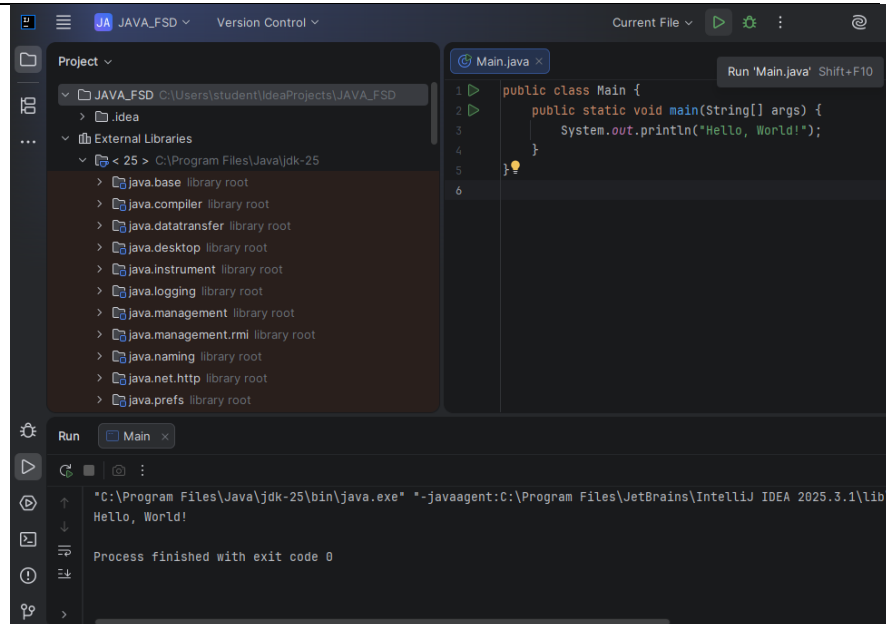 IJ JA JAVA_FSD Version Control Current File
Project
JAVA_FSD C:\Users\student\IdeaProjects\JAVA_FSD
.idea
External Libraries
< 25 > C:\Program Files\Java\jdk-25
java.base library root
java.compiler library root
java.datatransfer library root
java.desktop library root
java.instrument library root
java.logging library root
java.management library root
java.management.rmi library root
java.naming library root
java.net.http library root
java.prefs library root
Main.java
Run 'Main.java' Shift+F10
1 public class Main {
2 public static void main(String[] args) {
3 System.out.println("Hello, World!");
4 }
5 }
6
Run Main
"C:\Program Files\Java\jdk-25\bin\java.exe" "-javaagent:C:\Program Files\JetBrains\IntelliJ IDEA 2025.3.1\lib
Hello, World!
Process finished with exit code 0